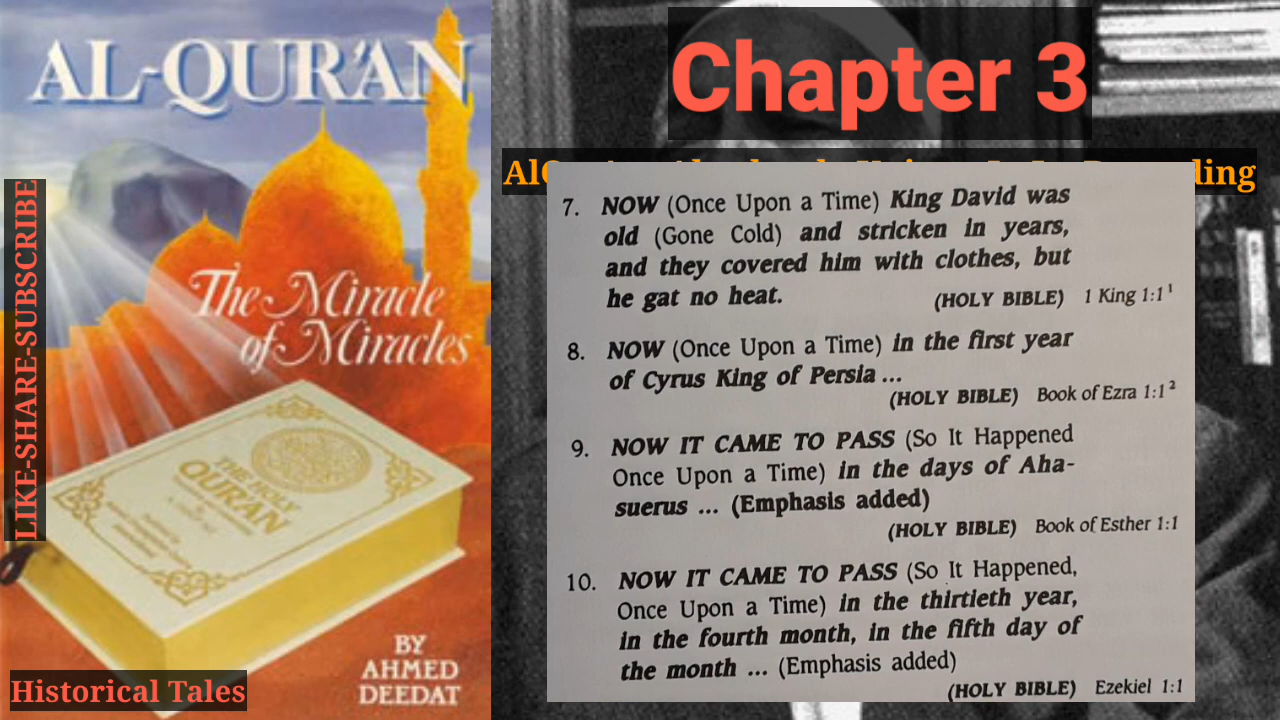 AL-QUR'AN
The Miracle
of Miracles
THE HOLY
QUR'AN
BY
AHMED
DEEDAT
LIKE-SHARE-SUBSCRIBE
Historical Tales
Chapter 3
7. NOW (Once Upon a Time) King David was
old (Gone Cold) and stricken in years,
and they covered him with clothes, but
he gat no heat.
(HOLY BIBLE) 1 King 1:1¹
8. NOW (Once Upon a Time) in the first year
of Cyrus King of Persia ...
(HOLY BIBLE) Book of Ezra 1:1²
9. NOW IT CAME TO PASS (So It Happened
Once Upon a Time) in the days of Aha-
suerus ... (Emphasis added)
(HOLY BIBLE) Book of Esther 1:1
10. NOW IT CAME TO PASS (So It Happened,
Once Upon a Time) in the thirtieth year,
in the fourth month, in the fifth day of
the month ... (Emphasis added)
(HOLY BIBLE) Ezekiel 1:1